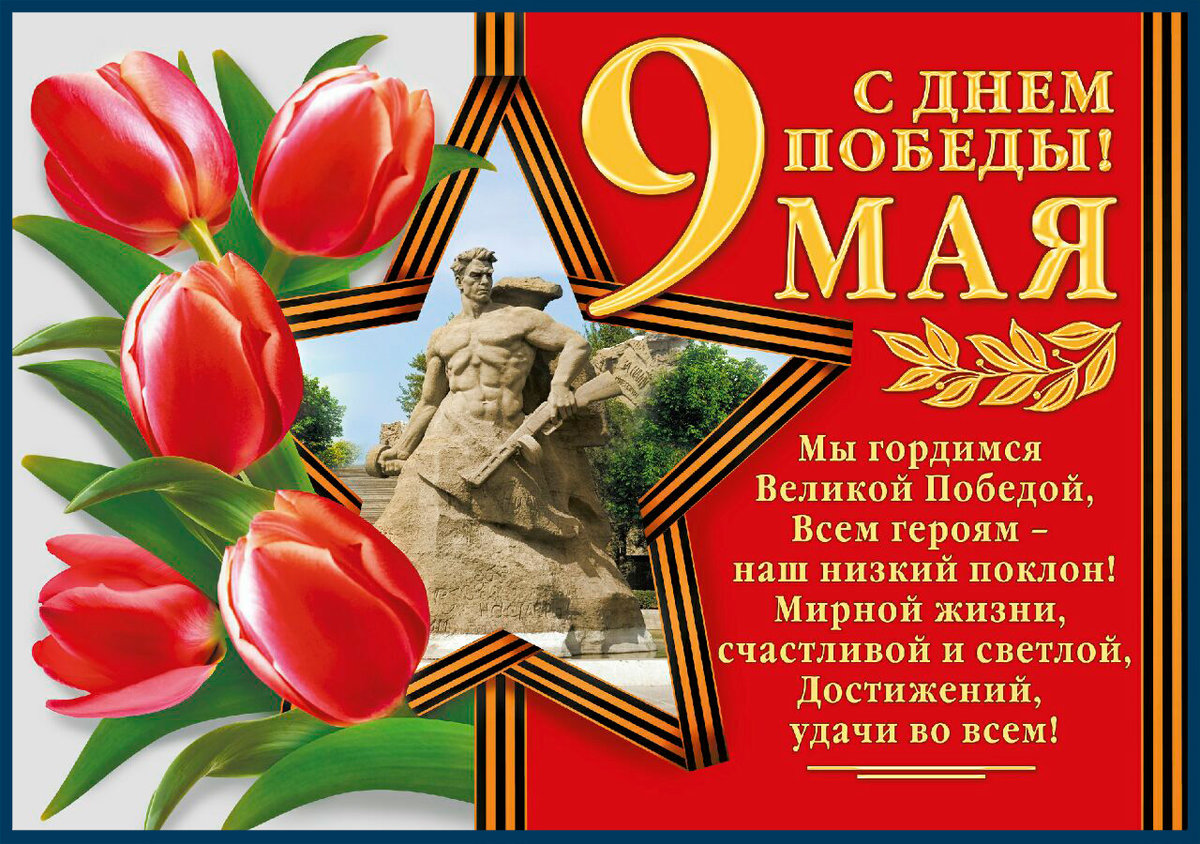 С ДНЕМ
ПОБЕДЫ!
9 МАЯ
Мы гордимся
Великой Победой,
Всем героям –
наш низкий поклон!
Мирной жизни,
счастливой и светлой,
Достижений,
удачи во всем!